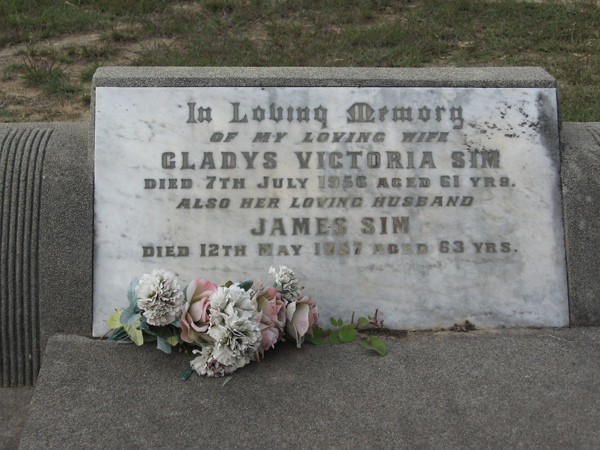 In Loving Memory
OF MY LOVING WIFE
GLADYS VICTORIA SIM
DIED 7TH JULY 1956 AGED 61 YRS.
ALSO HER LOVING HUSBAND
JAMES SIM
DIED 12TH MAY 1957 AGED 63 YRS.